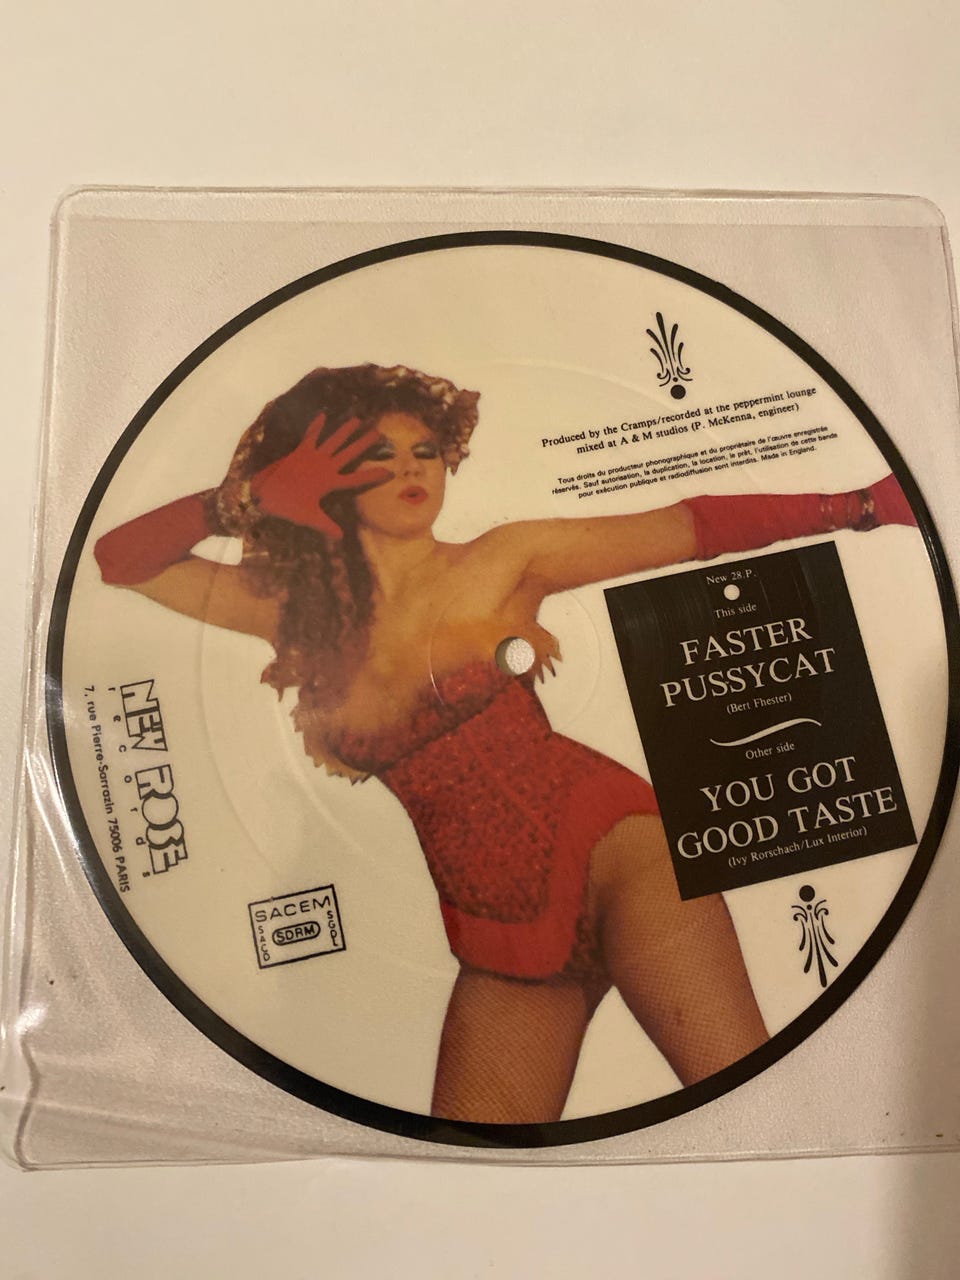 Produced by the Cramps/recorded at the peppermint lounge
mixed at A & M studios (P. McKenna, engineer)
Tous droits du producteur phonographique et du propriétaire de l'œuvre enregistrée
réservés. Sauf autorisation, la duplication, la location, le prêt, l'utilisation de cette bande
pour exécution publique et radiodiffusion sont interdits. Made in England.
New 28.P.
This side
FASTER
PUSSYCAT
(Bert Fhester)
Other side
YOU GOT
GOOD TASTE
(Ivy Rorschach/Lux Interior)
NEW ROSE
records
7, rue Pierre-Sarrazin 75006 PARIS
SACEM
SACD
SDRM
SGDL